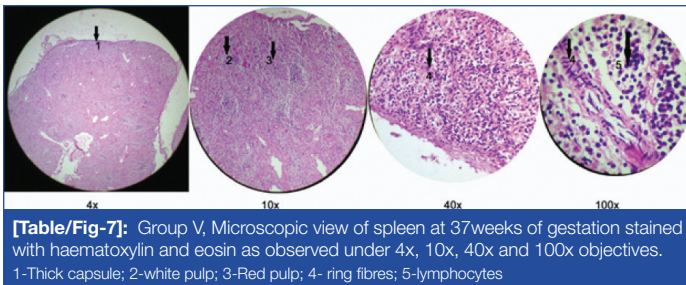 1 2 3 4 4 5
4x 10x 40x 100x
[Table/Fig-7]: Group V, Microscopic view of spleen at 37weeks of gestation stained
with haematoxylin and eosin as observed under 4x, 10x, 40x and 100x objectives.
1-Thick capsule; 2-white pulp; 3-Red pulp; 4- ring fibres; 5-lymphocytes